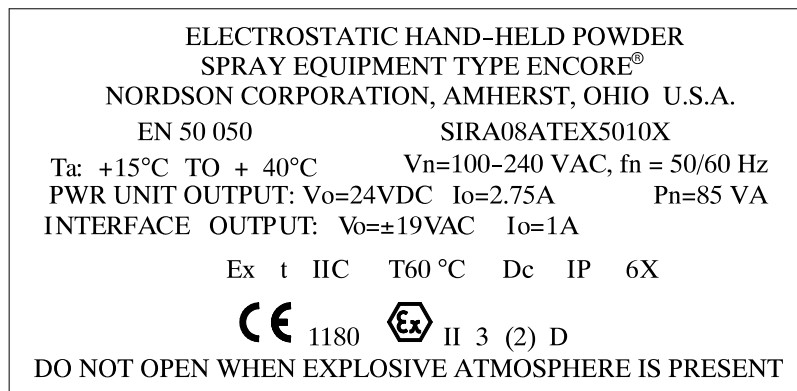 ELECTROSTATIC HAND-HELD POWDER
SPRAY EQUIPMENT TYPE ENCORE®
NORDSON CORPORATION, AMHERST, OHIO U.S.A.
EN 50 050 SIRA08ATEX5010X
Ta: +15°C TO + 40°C Vn=100-240 VAC, fn = 50/60 Hz
PWR UNIT OUTPUT: Vo=24VDC Io=2.75A Pn=85 VA
INTERFACE OUTPUT: Vo=±19VAC Io=1A
Ex t IIC T60 °C Dc IP 6X
CE 1180 Ex II 3 (2) D
DO NOT OPEN WHEN EXPLOSIVE ATMOSPHERE IS PRESENT